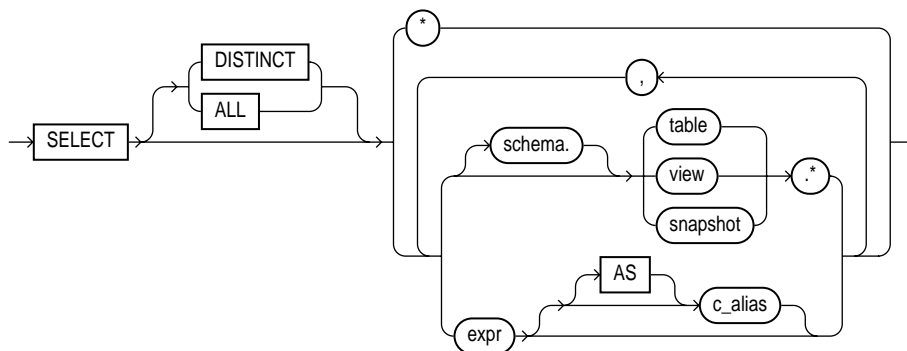 *
DISTINCT
,
ALL
table
SELECT
schema.
view
.*
snapshot
AS
c_alias
expr